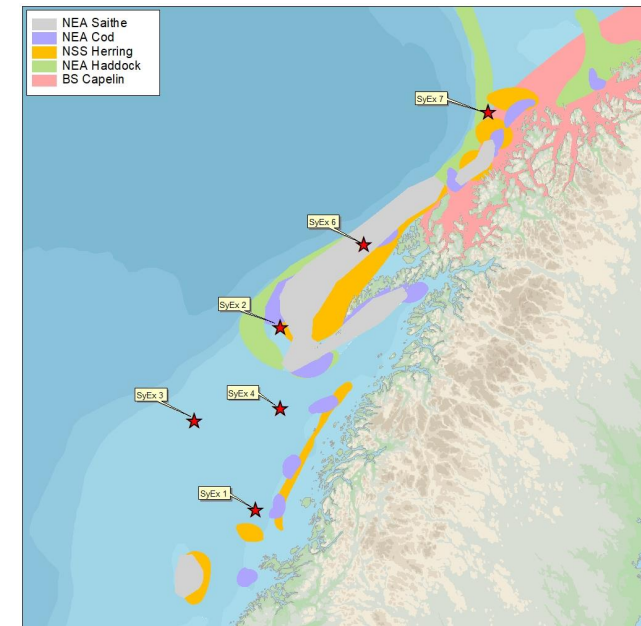 NEA Saithe
NEA Cod
NSS Herring
NEA Haddock
BS Capelin
SyEx 7
SyEx 6
SyEx 2
SyEx 3
SyEx 4
SyEx 1